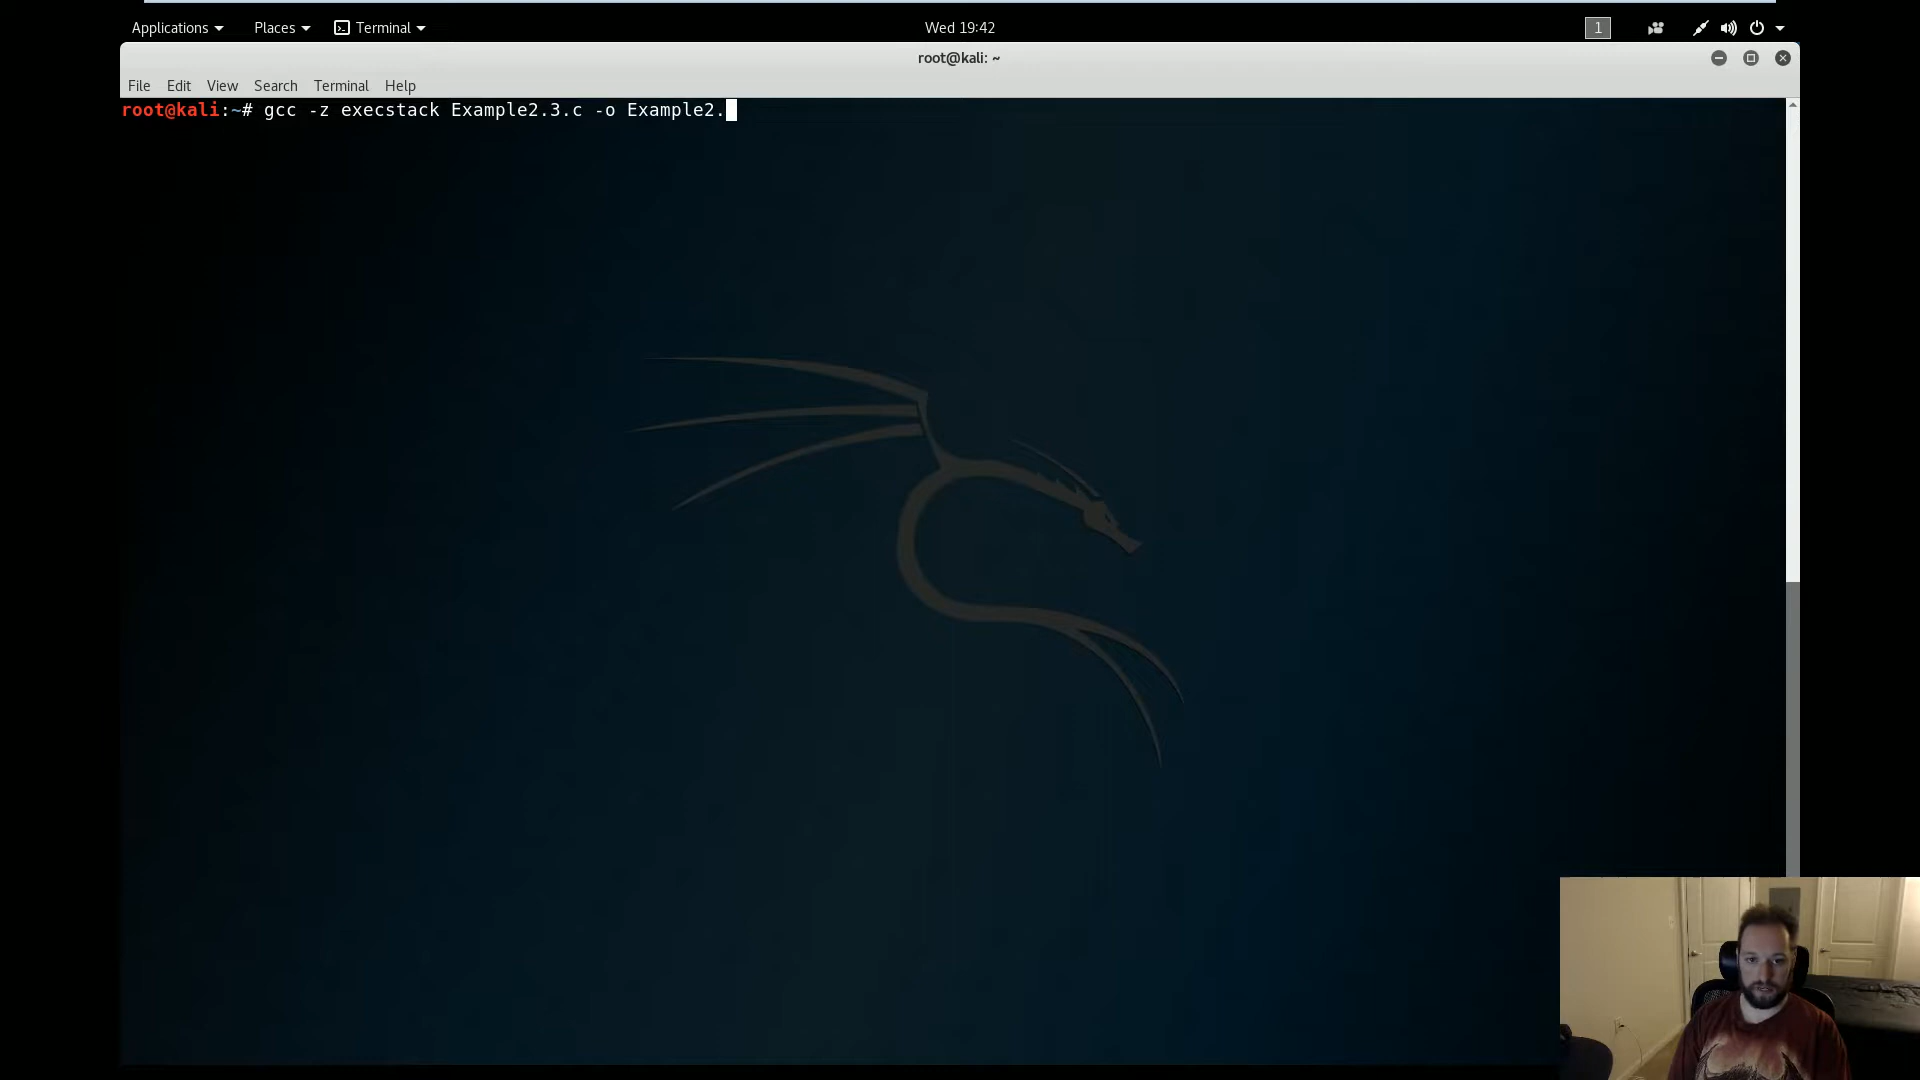 Applications Places Terminal Wed 19:42 1
root@kali: ~
File Edit View Search Terminal Help
root@kali:~# gcc -z execstack Example2.3.c -o Example2.